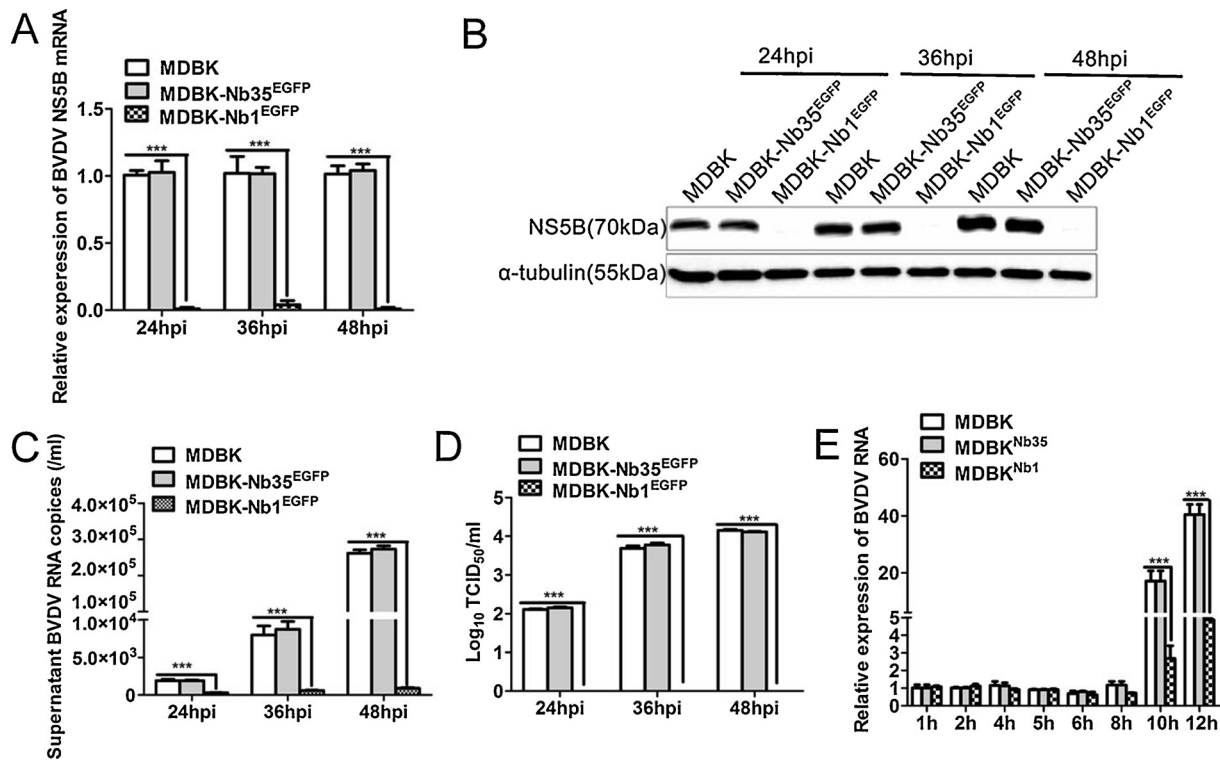 A
Relative experession of BVDV NS5B mRNA
MDBK
MDBK-Nb35EGFP
MDBK-Nb1EGFP
1.5
1.0
0.5
0.0
***
***
***
24hpi 36hpi 48hpi
B
24hpi 36hpi 48hpi
MDBK MDBK-Nb35EGFP MDBK-Nb1EGFP MDBK MDBK-Nb35EGFP MDBK-Nb1EGFP MDBK MDBK-Nb35EGFP MDBK-Nb1EGFP
NS5B(70kDa)
α-tubulin(55kDa)
C
Supernatant BVDV RNA copices (/ml)
MDBK
MDBK-Nb35EGFP
MDBK-Nb1EGFP
4.0×10⁵
3.0×10⁵
2.0×10⁵
1.0×10⁵
1.0×10⁴
5.0×10³
0
***
***
***
24hpi 36hpi 48hpi
D
Log₁₀ TCID₅₀/ml
MDBK
MDBK-Nb35EGFP
MDBK-Nb1EGFP
5
4
3
2
1
0
***
***
***
24hpi 36hpi 48hpi
E
Relative expression of BVDV RNA
MDBK
MDBKNb35
MDBKNb1
60
40
20
5
4
3
2
1
0
***
***
1h 2h 4h 5h 6h 8h 10h 12h